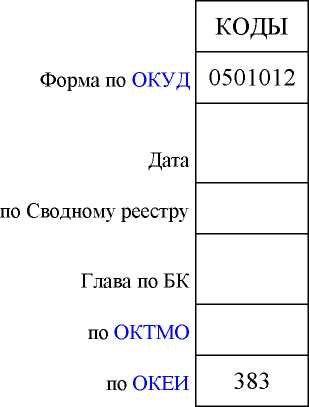 КОДЫ
Форма по ОКУД 0501012
Дата
по Сводному реестру
Глава по БК
по ОКТМО
по ОКЕИ 383